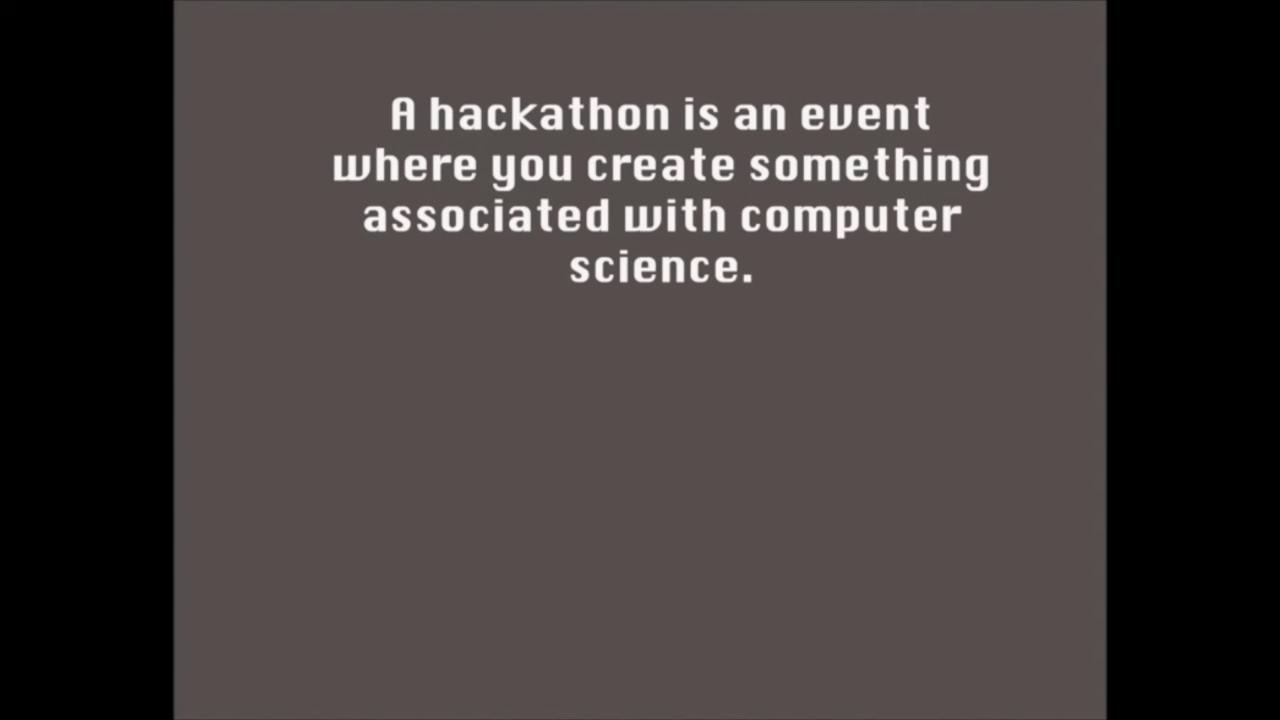 A hackathon is an event
where you create something
associated with computer
science.